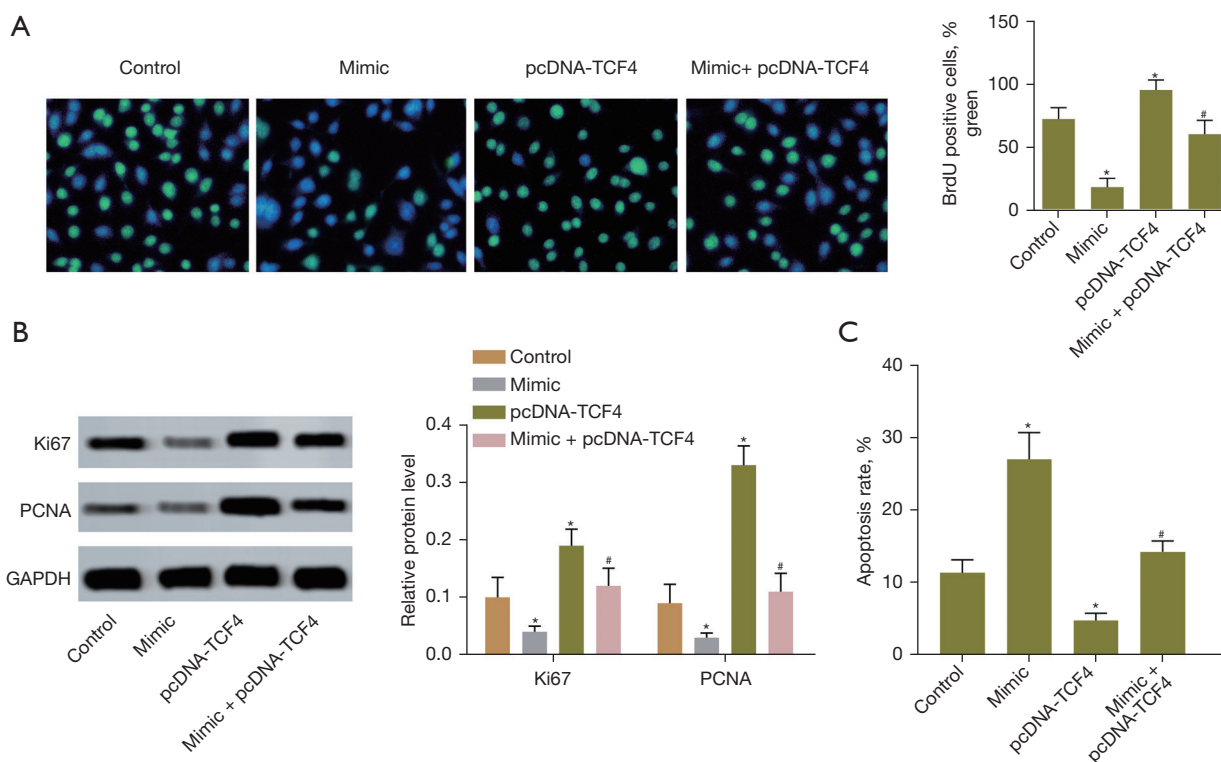 A
Control
Mimic
pcDNA-TCF4
Mimic+ pcDNA-TCF4
BrdU positive cells, %
green
150
100
50
0
*
*
#
Control
Mimic
pcDNA-TCF4
Mimic + pcDNA-TCF4
B
Ki67
PCNA
GAPDH
Control
Mimic
pcDNA-TCF4
Mimic + pcDNA-TCF4
Control
Mimic
pcDNA-TCF4
Mimic + pcDNA-TCF4
Relative protein level
0.4
0.3
0.2
0.1
0.0
*
*
#
*
*
#
Ki67
PCNA
C
Apoptosis rate, %
40
30
20
10
0
*
*
#
Control
Mimic
pcDNA-TCF4
Mimic +
pcDNA-TCF4